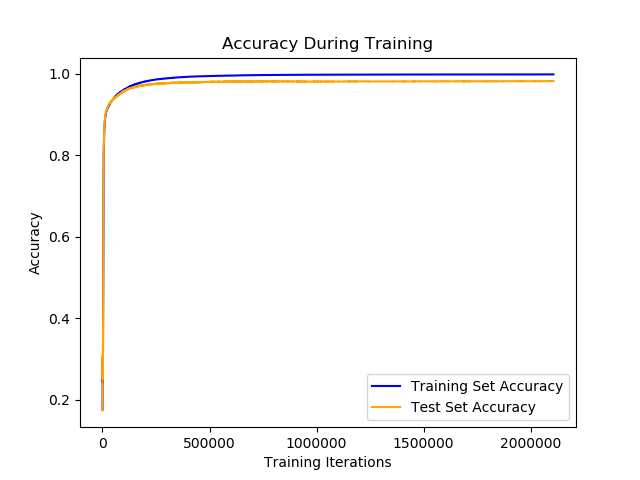 Accuracy During Training
1.0
0.8
0.6
0.4
0.2
Accuracy
0 500000 1000000 1500000 2000000
Training Iterations
Training Set Accuracy
Test Set Accuracy